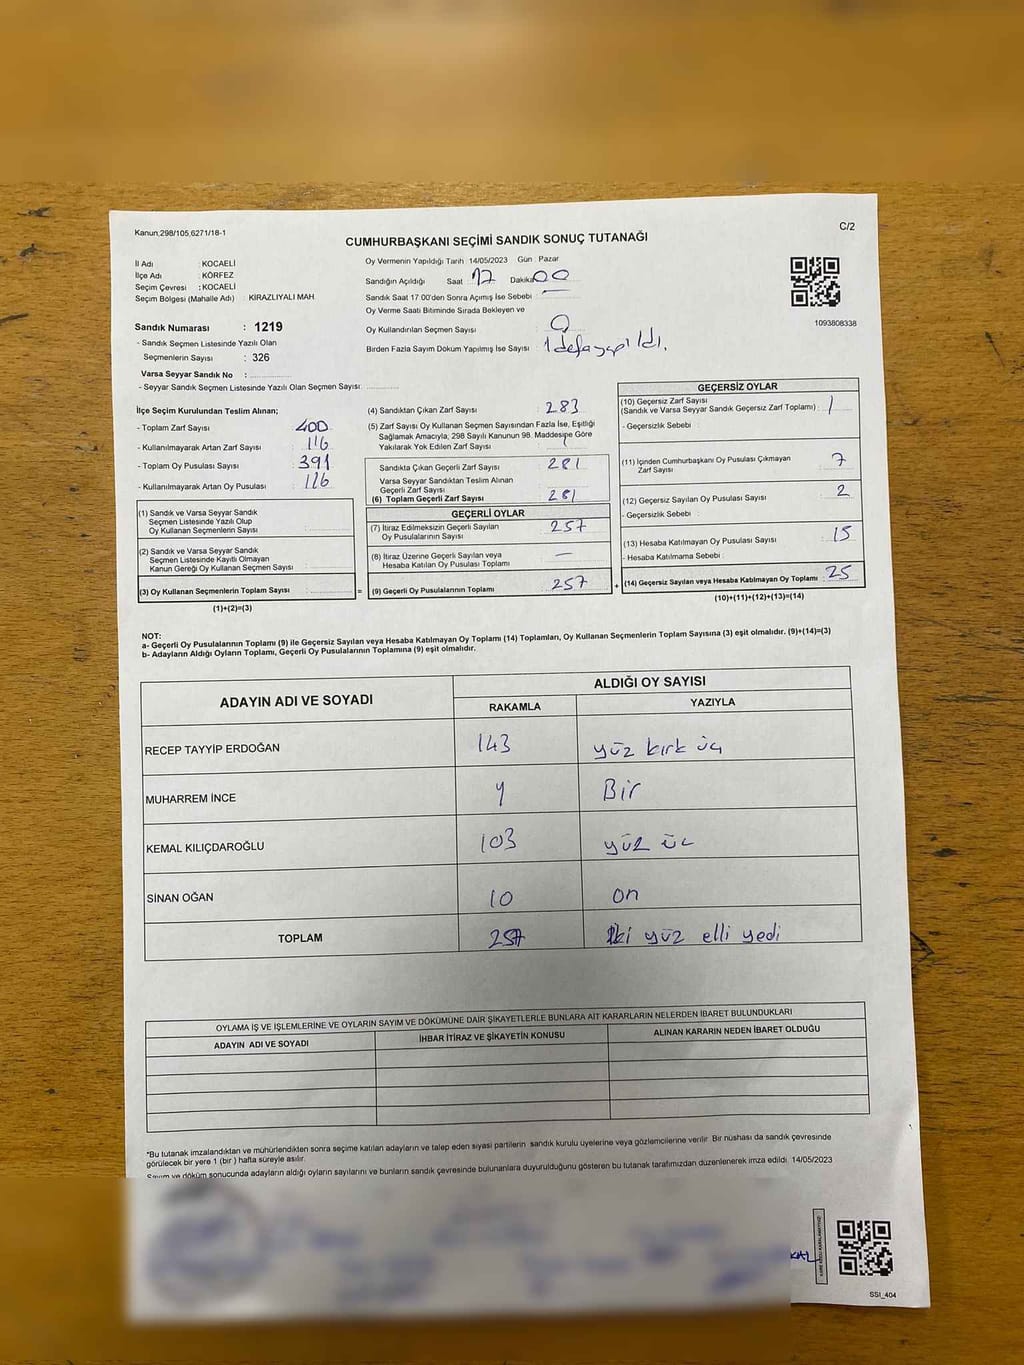 Kanun;298/105,6271/18-1
C/2
CUMHURBAŞKANI SEÇİMİ SANDIK SONUÇ TUTANAĞI
İl Adı : KOCAELİ
İlçe Adı : KÖRFEZ
Seçim Çevresi : KOCAELİ
Seçim Bölgesi (Mahalle Adı) : KİRAZLIYALI MAH
Sandık Numarası : 1219
- Sandık Seçmen Listesinde Yazılı Olan
Seçmenlerin Sayısı : 326
Varsa Seyyar Sandık No :
- Seyyar Sandık Seçmen Listesinde Yazılı Olan Seçmen Sayısı:
Oy Vermenin Yapıldığı Tarih 14/05/2023 Gün : Pazar
Sandığın Açıldığı Saat 17 Dakika 00
Sandık Saat 17 00'den Sonra Açımış İse Sebebi
Oy Verme Saati Bitiminde Sırada Bekleyen ve
Oy Kullandırılan Seçmen Sayısı : 0
Birden Fazla Sayım Döküm Yapılmış İse Sayısı : 1 defa yapıldı.
1093808338
İlçe Seçim Kurulundan Teslim Alınan;
- Toplam Zarf Sayısı : 400
- Kullanılmayarak Artan Zarf Sayısı : 116
- Toplam Oy Pusulası Sayısı : 391
- Kullanılmayarak Artan Oy Pusulası : 116
(1) Sandık ve Varsa Seyyar Sandık
Seçmen Listesinde Yazılı Olup
Oy Kullanan Seçmenlerin Sayısı :
(2) Sandık ve Varsa Seyyar Sandık
Seçmen Listesinde Kayıtlı Olmayan
Kanun Gereği Oy Kullanan Seçmen Sayısı :
(3) Oy Kullanan Seçmenlerin Toplam Sayısı : =
(1)+(2)=(3)
(4) Sandıktan Çıkan Zarf Sayısı : 283
(5) Zarf Sayısı Oy Kullanan Seçmen Sayısından Fazla İse, Eşitliği
Sağlamak Amacıyla; 298 Sayılı Kanunun 98. Maddesine Göre
Yakılarak Yok Edilen Zarf Sayısı : 1
Sandıkta Çıkan Geçerli Zarf Sayısı : 281
Varsa Seyyar Sandıktan Teslim Alınan
Geçerli Zarf Sayısı
(6) Toplam Geçerli Zarf Sayısı : 281
GEÇERLİ OYLAR
(7) İtiraz Edilmeksizin Geçerli Sayılan
Oy Pusulalarının Sayısı : 257
(8) İtiraz Üzerine Geçerli Sayılan veya
Hesaba Katılan Oy Pusulası Toplamı : —
(9) Geçerli Oy Pusulalarının Toplamı : 257 +
GEÇERSİZ OYLAR
(10) Geçersiz Zarf Sayısı
(Sandık ve Varsa Seyyar Sandık Geçersiz Zarf Toplamı) : 1
- Geçersizlik Sebebi
(11) İçinden Cumhurbaşkanı Oy Pusulası Çıkmayan
Zarf Sayısı : 7
(12) Geçersiz Sayılan Oy Pusulası Sayısı : 2
- Geçersizlik Sebebi :
(13) Hesaba Katılmayan Oy Pusulası Sayısı : 15
- Hesaba Katılmama Sebebi :
(14) Geçersiz Sayılan veya Hesaba Katılmayan Oy Toplamı : 25
(10)+(11)+(12)+(13)=(14)
NOT:
a- Geçerli Oy Pusulalarının Toplamı (9) ile Geçersiz Sayılan veya Hesaba Katılmayan Oy Toplamı (14) Toplamları, Oy Kullanan Seçmenlerin Toplam Sayısına (3) eşit olmalıdır. (9)+(14)=(3)
b- Adayların Aldığı Oyların Toplamı, Geçerli Oy Pusulalarının Toplamına (9) eşit olmalıdır.
ADAYIN ADI VE SOYADI
ALDIĞI OY SAYISI
RAKAMLA YAZIYLA
RECEP TAYYİP ERDOĞAN 143 yüz kırk üç
MUHARREM İNCE 1 Bir
KEMAL KILIÇDAROĞLU 103 yüz üç
SİNAN OĞAN 10 on
TOPLAM 257 İki yüz elli yedi
OYLAMA İŞ VE İŞLEMLERİNE VE OYLARIN SAYIM VE DÖKÜMÜNE DAİR ŞİKAYETLERLE BUNLARA AİT KARARLARIN NELERDEN İBARET BULUNDUKLARI
ADAYIN ADI VE SOYADI İHBAR İTİRAZ VE ŞİKAYETİN KONUSU ALINAN KARARIN NEDEN İBARET OLDUĞU
*Bu tutanak imzalandıktan ve mühürlendikten sonra seçime katılan adayların ve talep eden siyasi partilerin sandık kurulu üyelerine veya gözlemcilerine verilir. Bir nüshası da sandık çevresinde
görülecek bir yere 1 (bir ) hafta süreyle asılır.
Sayım ve döküm sonucunda adayların aldığı oyların sayılarını ve bunların sandık çevresinde bulunanlara duyurulduğunu gösteren bu tutanak tarafımızdan düzenlenerek imza edildi. 14/05/2023
SSI_404